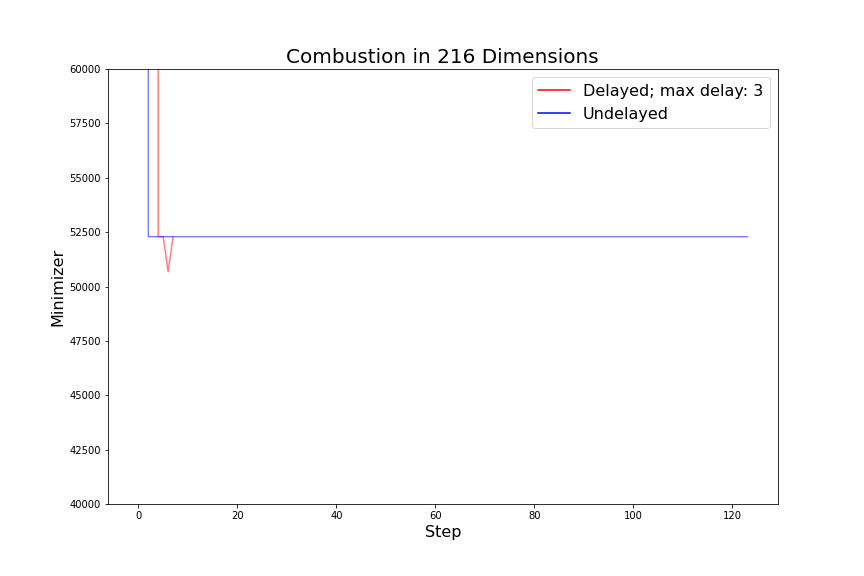 Combustion in 216 Dimensions
Delayed; max delay: 3
Undelayed
Minimizer
60000
57500
55000
52500
50000
47500
45000
42500
40000
0 20 40 60 80 100 120
Step